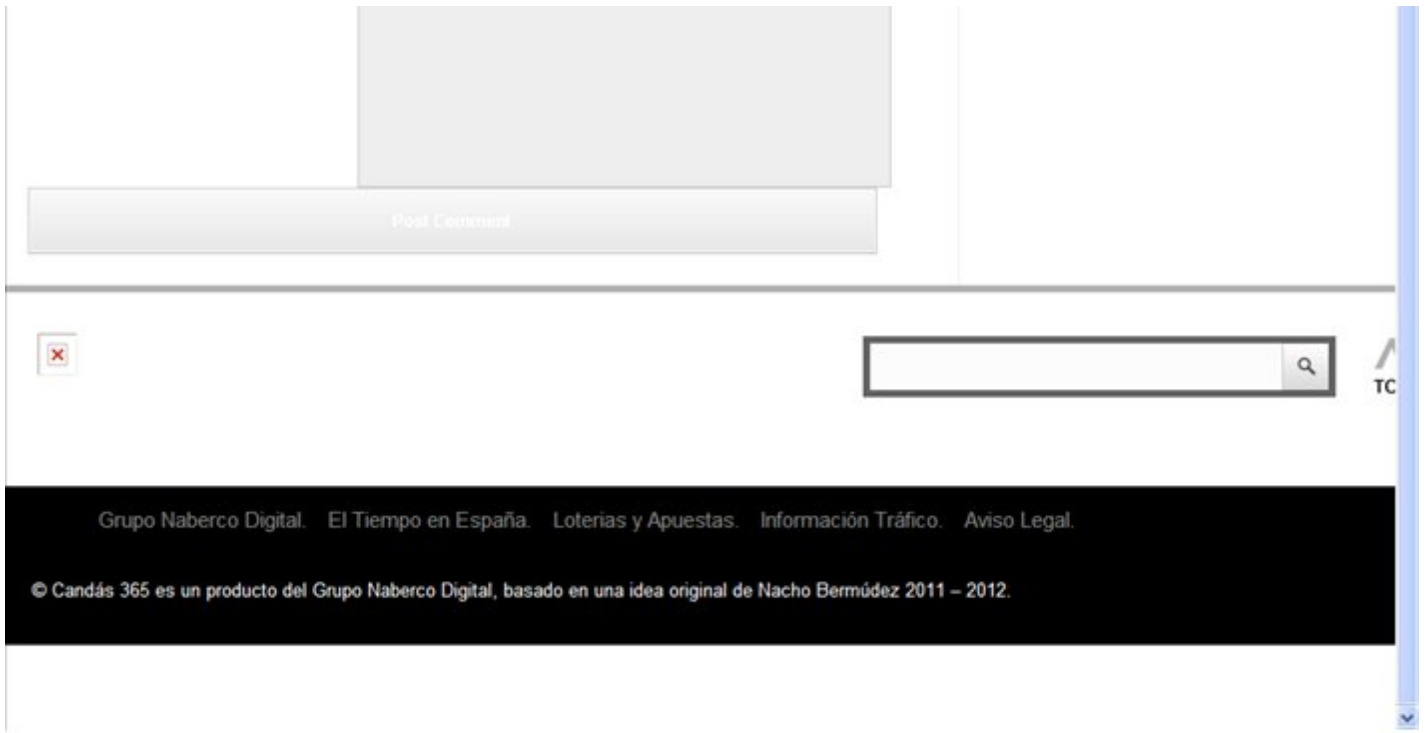 Post Comment
TO
Grupo Naberco Digital. El Tiempo en España. Loterias y Apuestas. Información Tráfico. Aviso Legal.
© Candás 365 es un producto del Grupo Naberco Digital, basado en una idea original de Nacho Bermúdez 2011 – 2012.